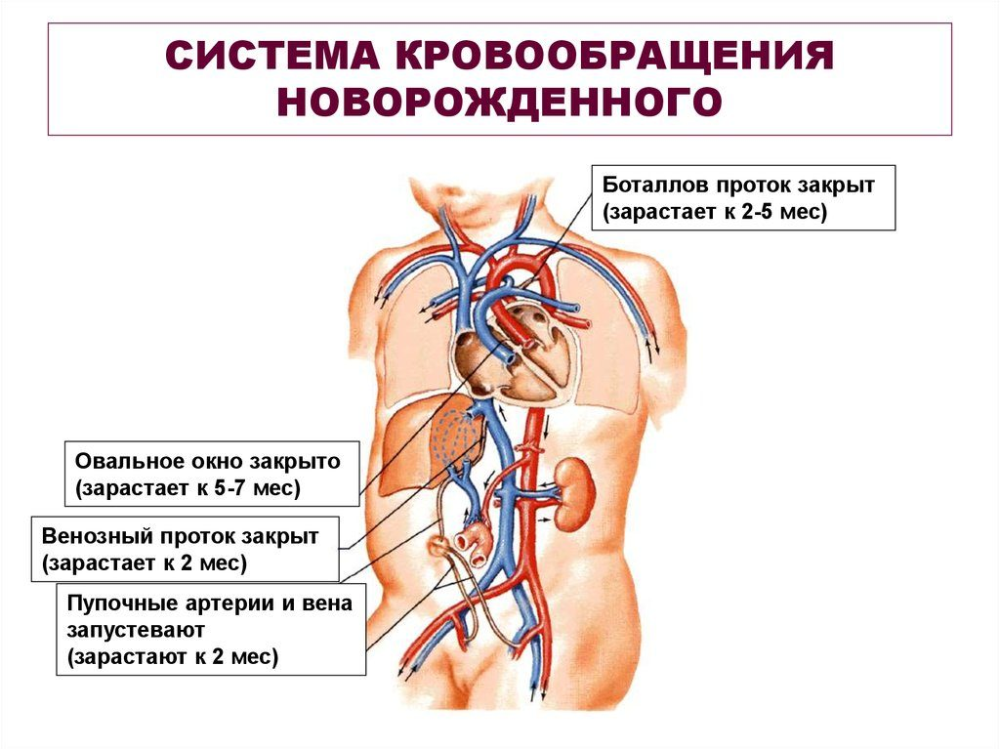 СИСТЕМА КРОВООБРАЩЕНИЯ
НОВОРОЖДЕННОГО
Боталлов проток закрыт
(зарастает к 2-5 мес)
Овальное окно закрыто
(зарастает к 5-7 мес)
Венозный проток закрыт
(зарастает к 2 мес)
Пупочные артерии и вена
запустевают
(зарастают к 2 мес)